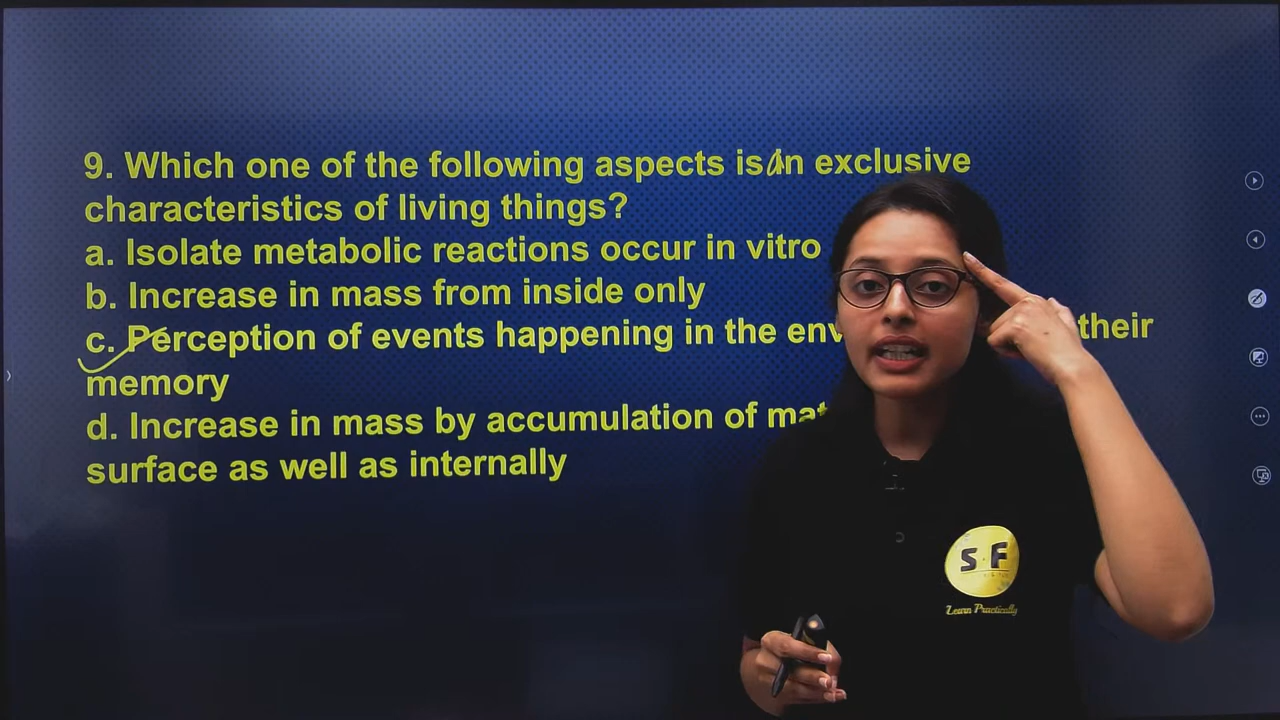 9. Which one of the following aspects is an exclusive
characteristics of living things?
a. Isolate metabolic reactions occur in vitro
b. Increase in mass from inside only
c. Perception of events happening in the their
memory
d. Increase in mass by accumulation of
surface as well as internally
S F
Learn Practically